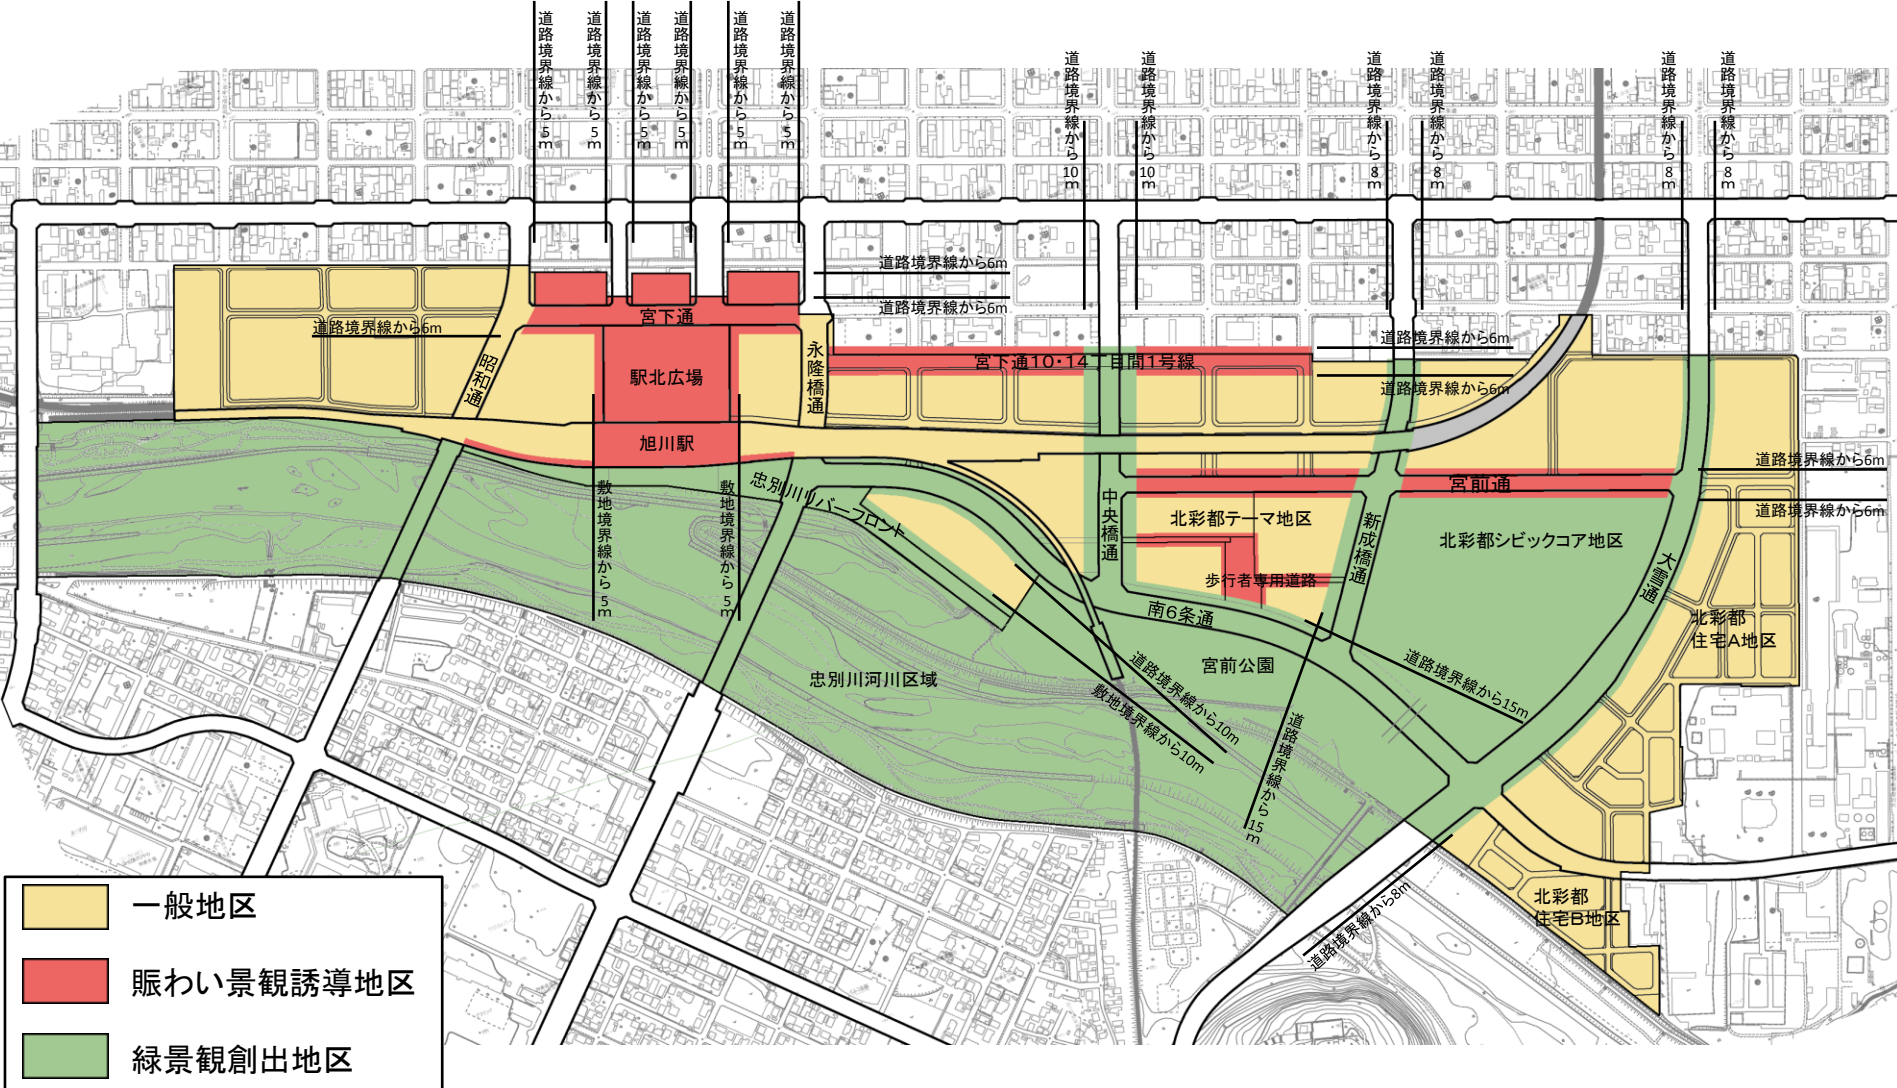 道路境界線から5m
道路境界線から5m
道路境界線から5m
道路境界線から5m
道路境界線から5m
道路境界線から5m
道路境界線から10m
道路境界線から10m
道路境界線から8m
道路境界線から8m
道路境界線から8m
道路境界線から8m
道路境界線から6m
道路境界線から6m
道路境界線から6m
宮下通
昭和通
駅北広場
永隆橋通
宮下通10・14丁目間1号線
道路境界線から6m
道路境界線から6m
旭川駅
道路境界線から6m
道路境界線から6m
敷地境界線から5m
敷地境界線から5m
忠別川リバーフロント
中央橋通
宮前通
北彩都テーマ地区
新成橋通
北彩都シビックコア地区
大雪通
歩行者専用道路
南6条通
北彩都
住宅A地区
宮前公園
忠別川河川区域
道路境界線から10m
敷地境界線から10m
道路境界線から15m
道路境界線から15m
道路境界線から8m
北彩都
住宅B地区
一般地区
賑わい景観誘導地区
緑景観創出地区